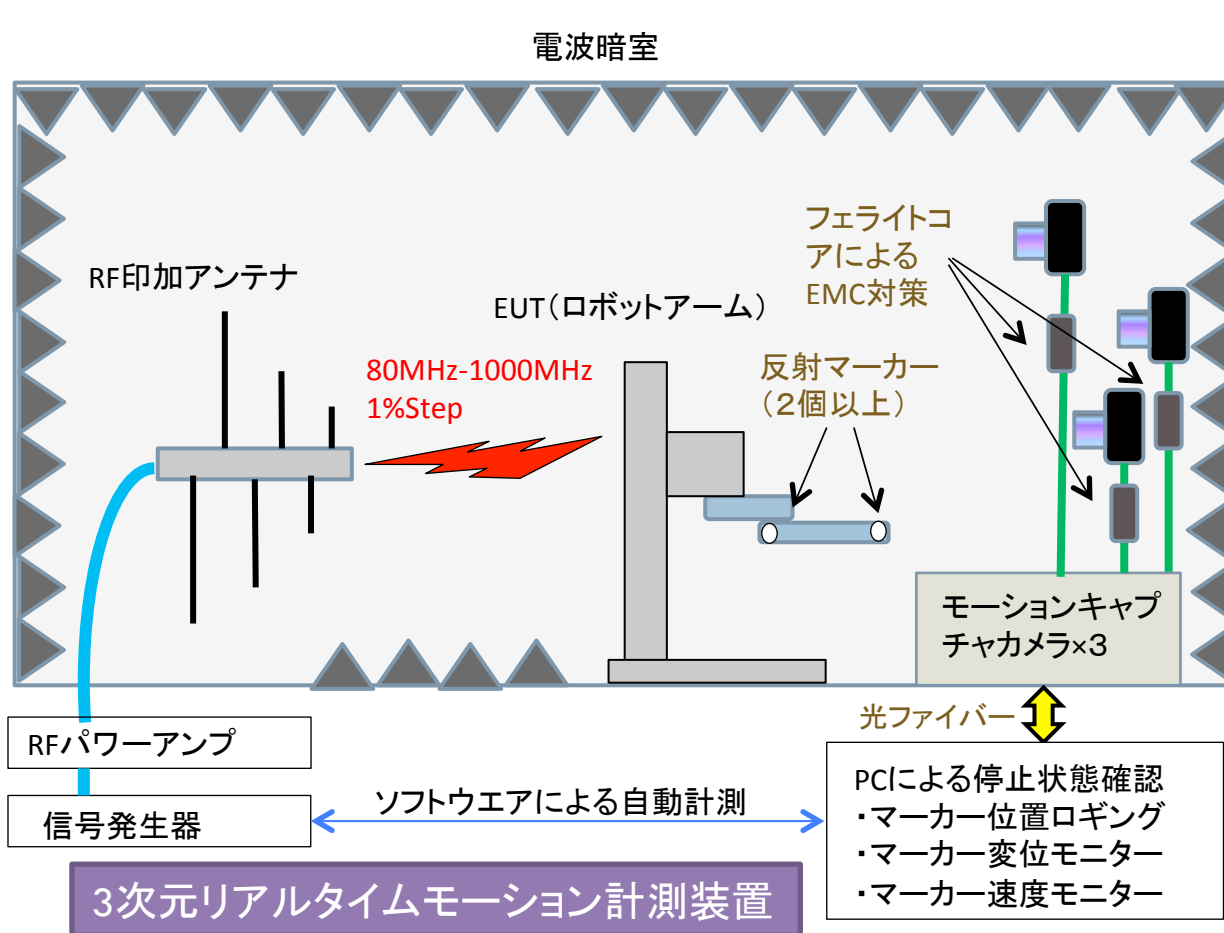 電波暗室
フェライトコ
アによる
EMC対策
RF印加アンテナ
EUT(ロボットアーム)
80MHz-1000MHz
1%Step
反射マーカー
(2個以上)
モーションキャプ
チャカメラ×3
光ファイバー
RFパワーアンプ
信号発生器
ソフトウエアによる自動計測
PCによる停止状態確認
・マーカー位置ロギング
・マーカー変位モニター
・マーカー速度モニター
3次元リアルタイムモーション計測装置